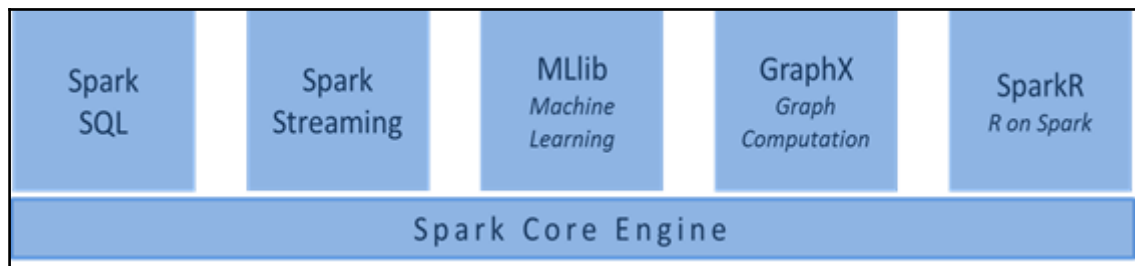 Spark
SQL
Spark
Streaming
MLlib
Machine
Learning
GraphX
Graph
Computation
SparkR
R on Spark
Spark Core Engine